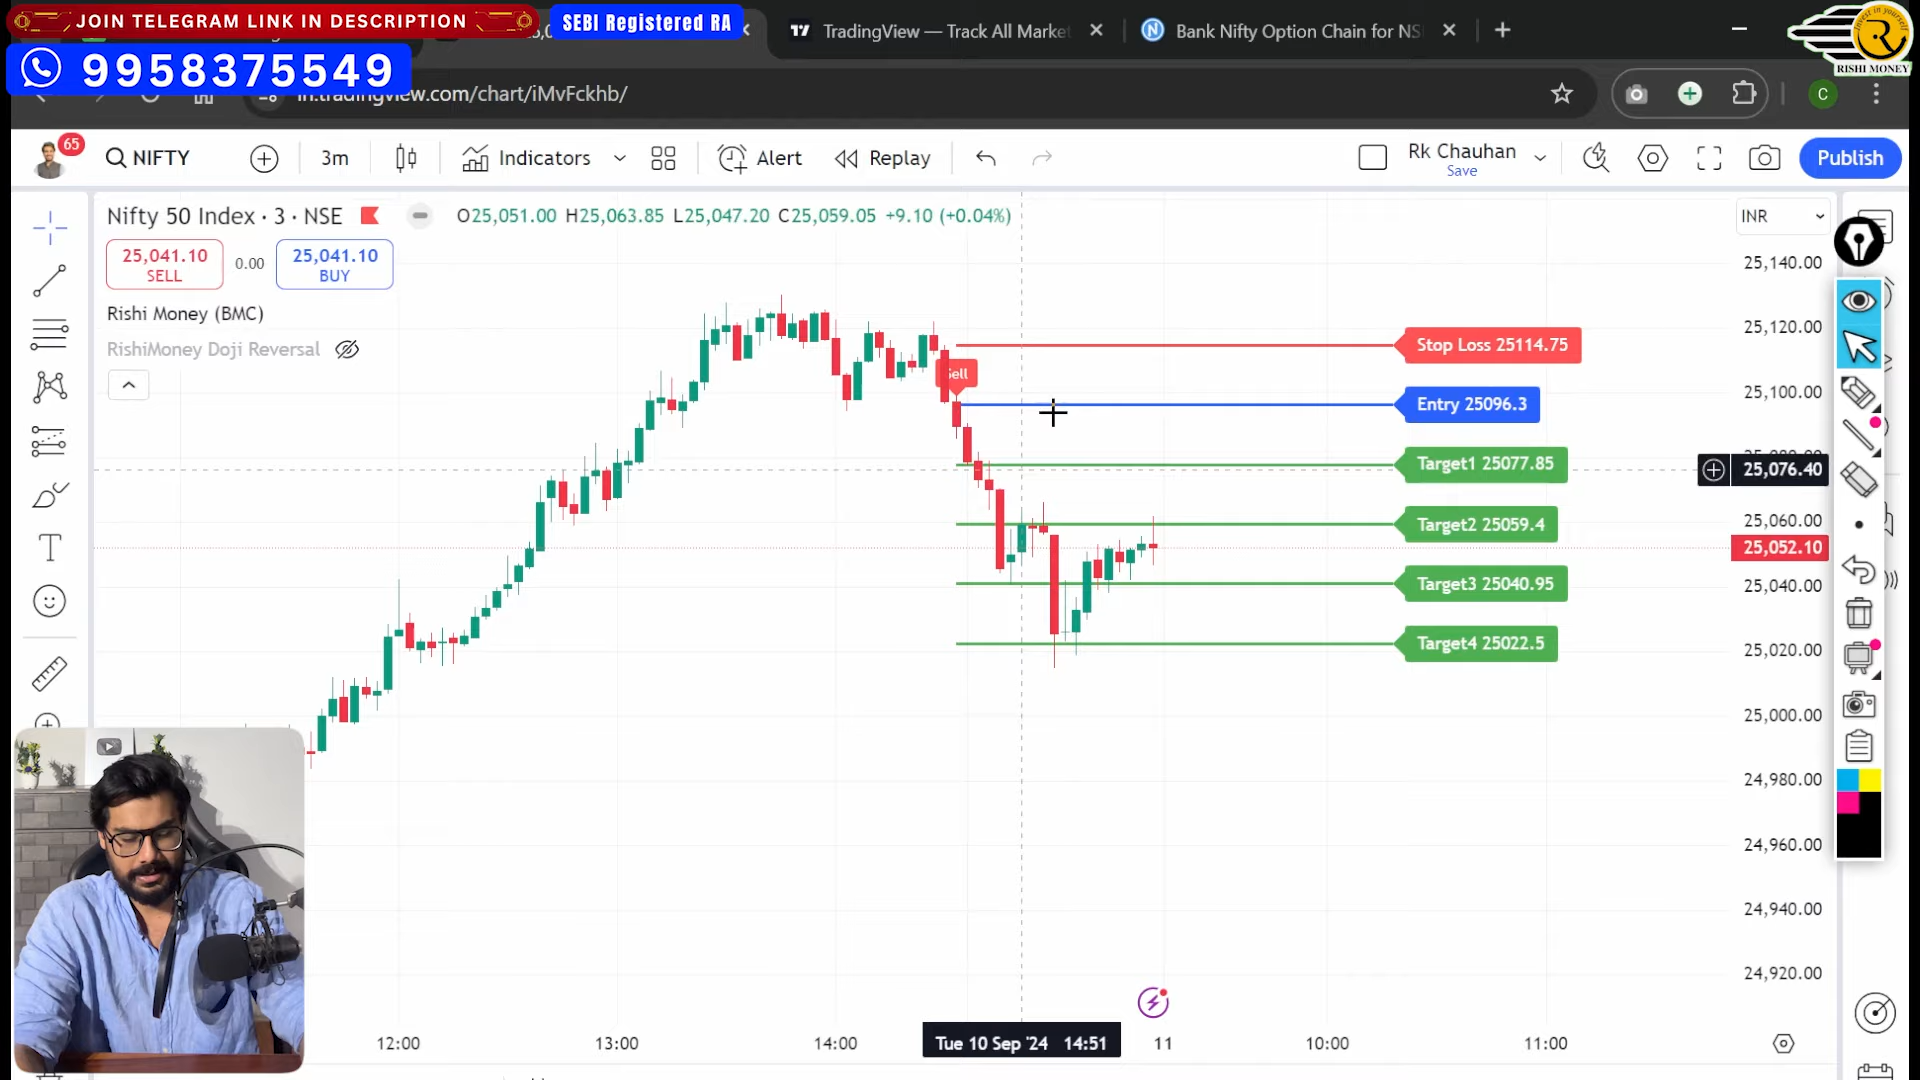 JOIN TELEGRAM LINK IN DESCRIPTION
SEBI Registered RA
TradingView — Track All Market
Bank Nifty Option Chain for NS
9958375549
RISHI MONEY
in.tradingview.com/chart/iMvFckhb/
C
65
NIFTY
3m
Indicators
Alert
Replay
Rk Chauhan
Save
Publish
Nifty 50 Index · 3 · NSE
O25,051.00 H25,063.85 L25,047.20 C25,059.05 +9.10 (+0.04%)
INR
25,041.10
SELL
0.00
25,041.10
BUY
Rishi Money (BMC)
RishiMoney Doji Reversal
25,140.00
25,120.00
Stop Loss 25114.75
Sell
25,100.00
Entry 25096.3
Target1 25077.85
25,076.40
Target2 25059.4
25,060.00
25,052.10
Target3 25040.95
25,040.00
Target4 25022.5
25,020.00
25,000.00
24,980.00
24,960.00
24,940.00
24,920.00
12:00
13:00
14:00
Tue 10 Sep '24 14:51
11
10:00
11:00